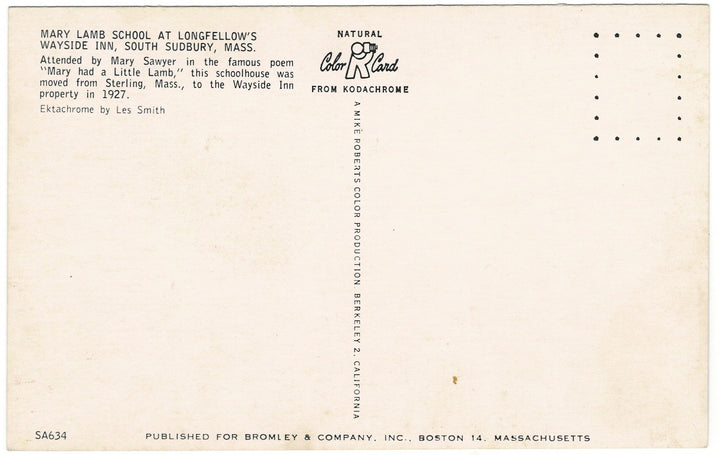 MARY LAMB SCHOOL AT LONGFELLOW'S
WAYSIDE INN, SOUTH SUDBURY, MASS.
Attended by Mary Sawyer in the famous poem
"Mary had a Little Lamb," this schoolhouse was
moved from Sterling, Mass., to the Wayside Inn
property in 1927.
Ektachrome by Les Smith
NATURAL
Color R Card
FROM KODACHROME
A MIKE ROBERTS COLOR PRODUCTION. BERKELEY 2, CALIFORNIA
SA634
PUBLISHED FOR BROMLEY & COMPANY, INC., BOSTON 14, MASSACHUSETTS